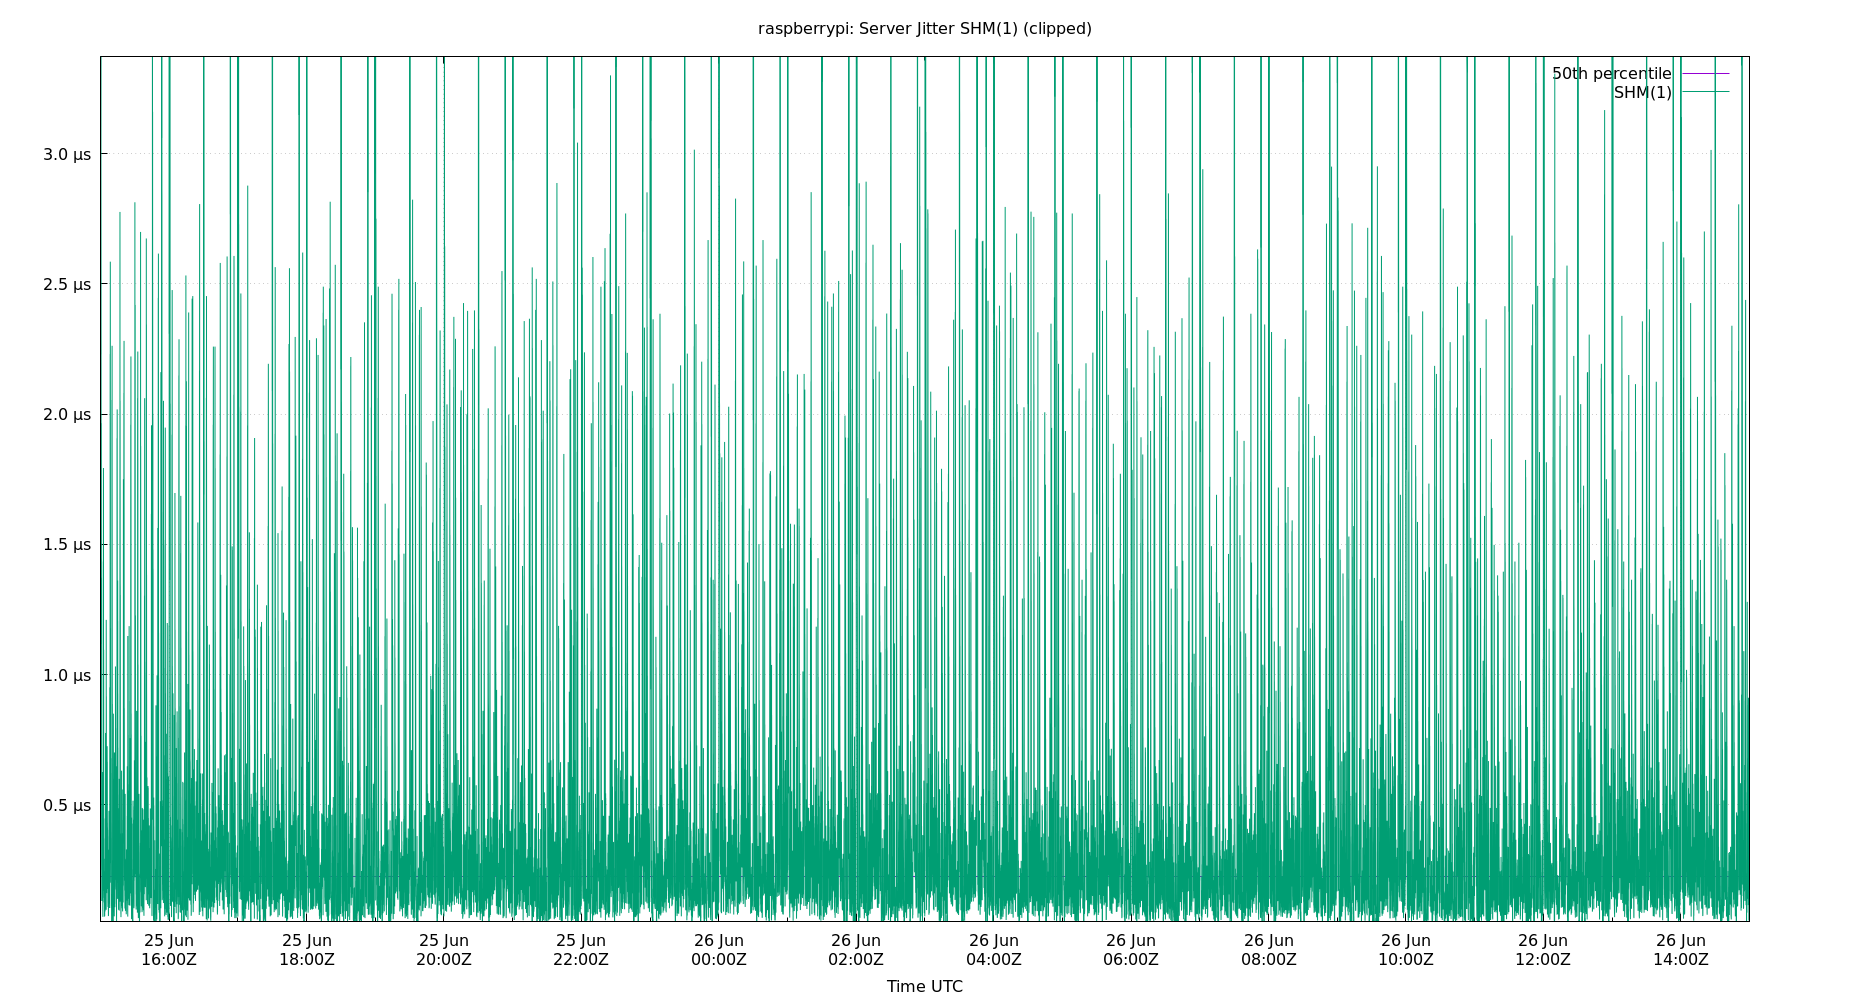 raspberrypi: Server Jitter SHM(1) (clipped)
50th percentile
SHM(1)
3.0 µs
2.5 µs
2.0 µs
1.5 µs
1.0 µs
0.5 µs
25 Jun 25 Jun 25 Jun 25 Jun 26 Jun 26 Jun 26 Jun 26 Jun 26 Jun 26 Jun 26 Jun 26 Jun
16:00Z 18:00Z 20:00Z 22:00Z 00:00Z 02:00Z 04:00Z 06:00Z 08:00Z 10:00Z 12:00Z 14:00Z
Time UTC